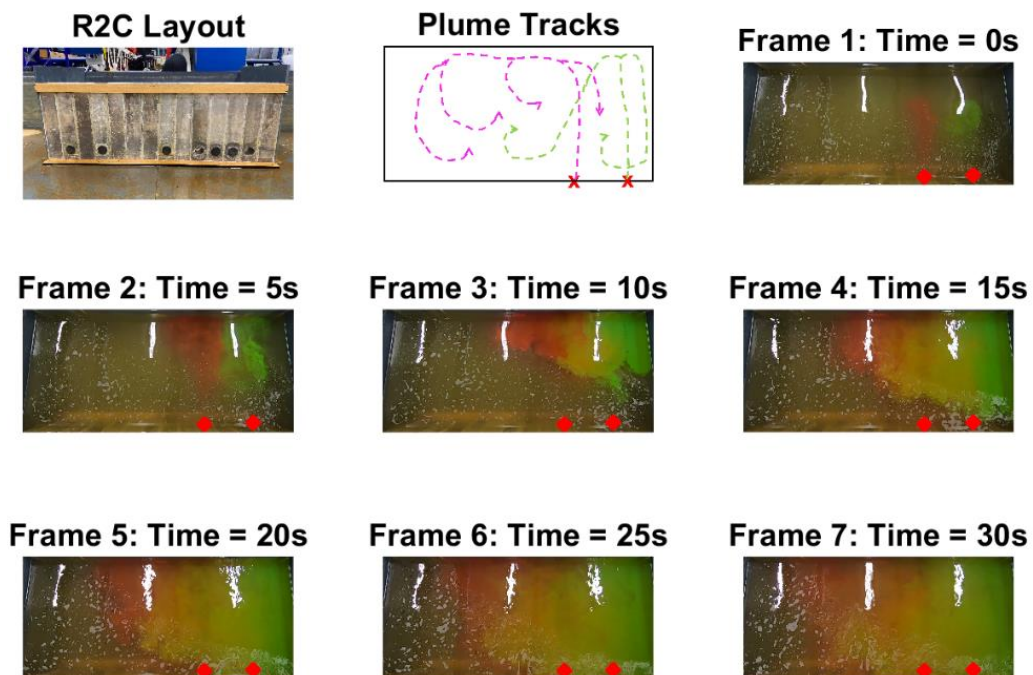 R2C Layout
Plume Tracks
Frame 1: Time = 0s
Frame 2: Time = 5s
Frame 3: Time = 10s
Frame 4: Time = 15s
Frame 5: Time = 20s
Frame 6: Time = 25s
Frame 7: Time = 30s